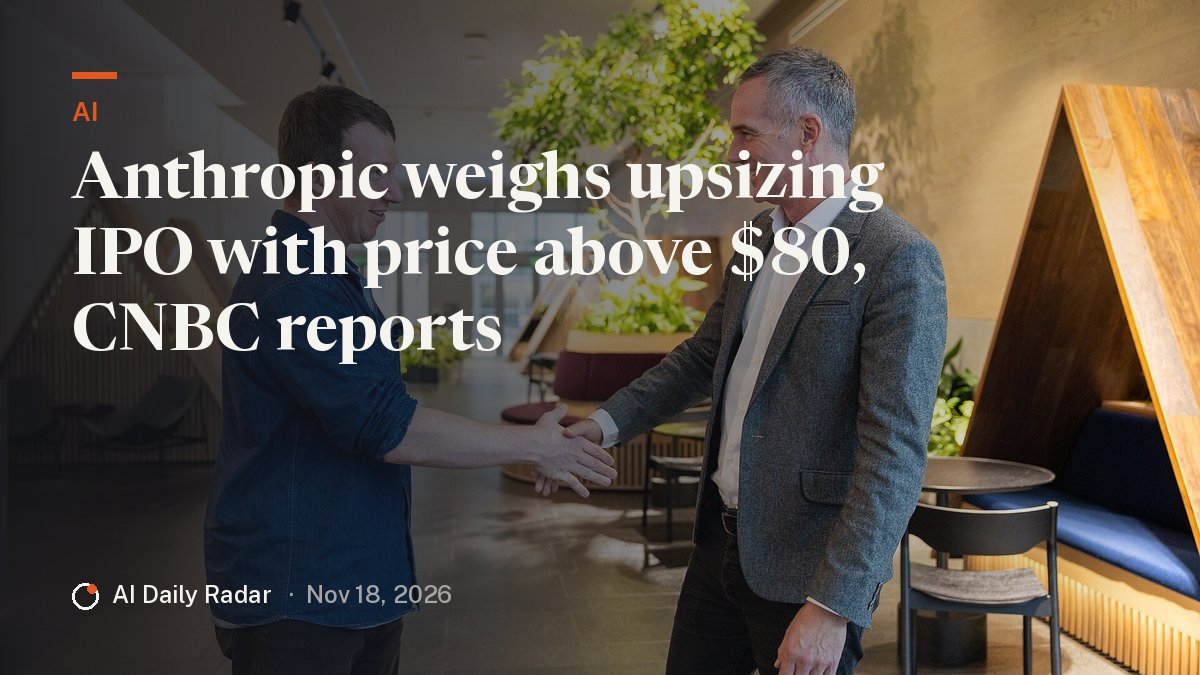 AI
Anthropic weighs upsizing
IPO with price above $80,
CNBC reports
AI Daily Radar · Nov 18, 2026